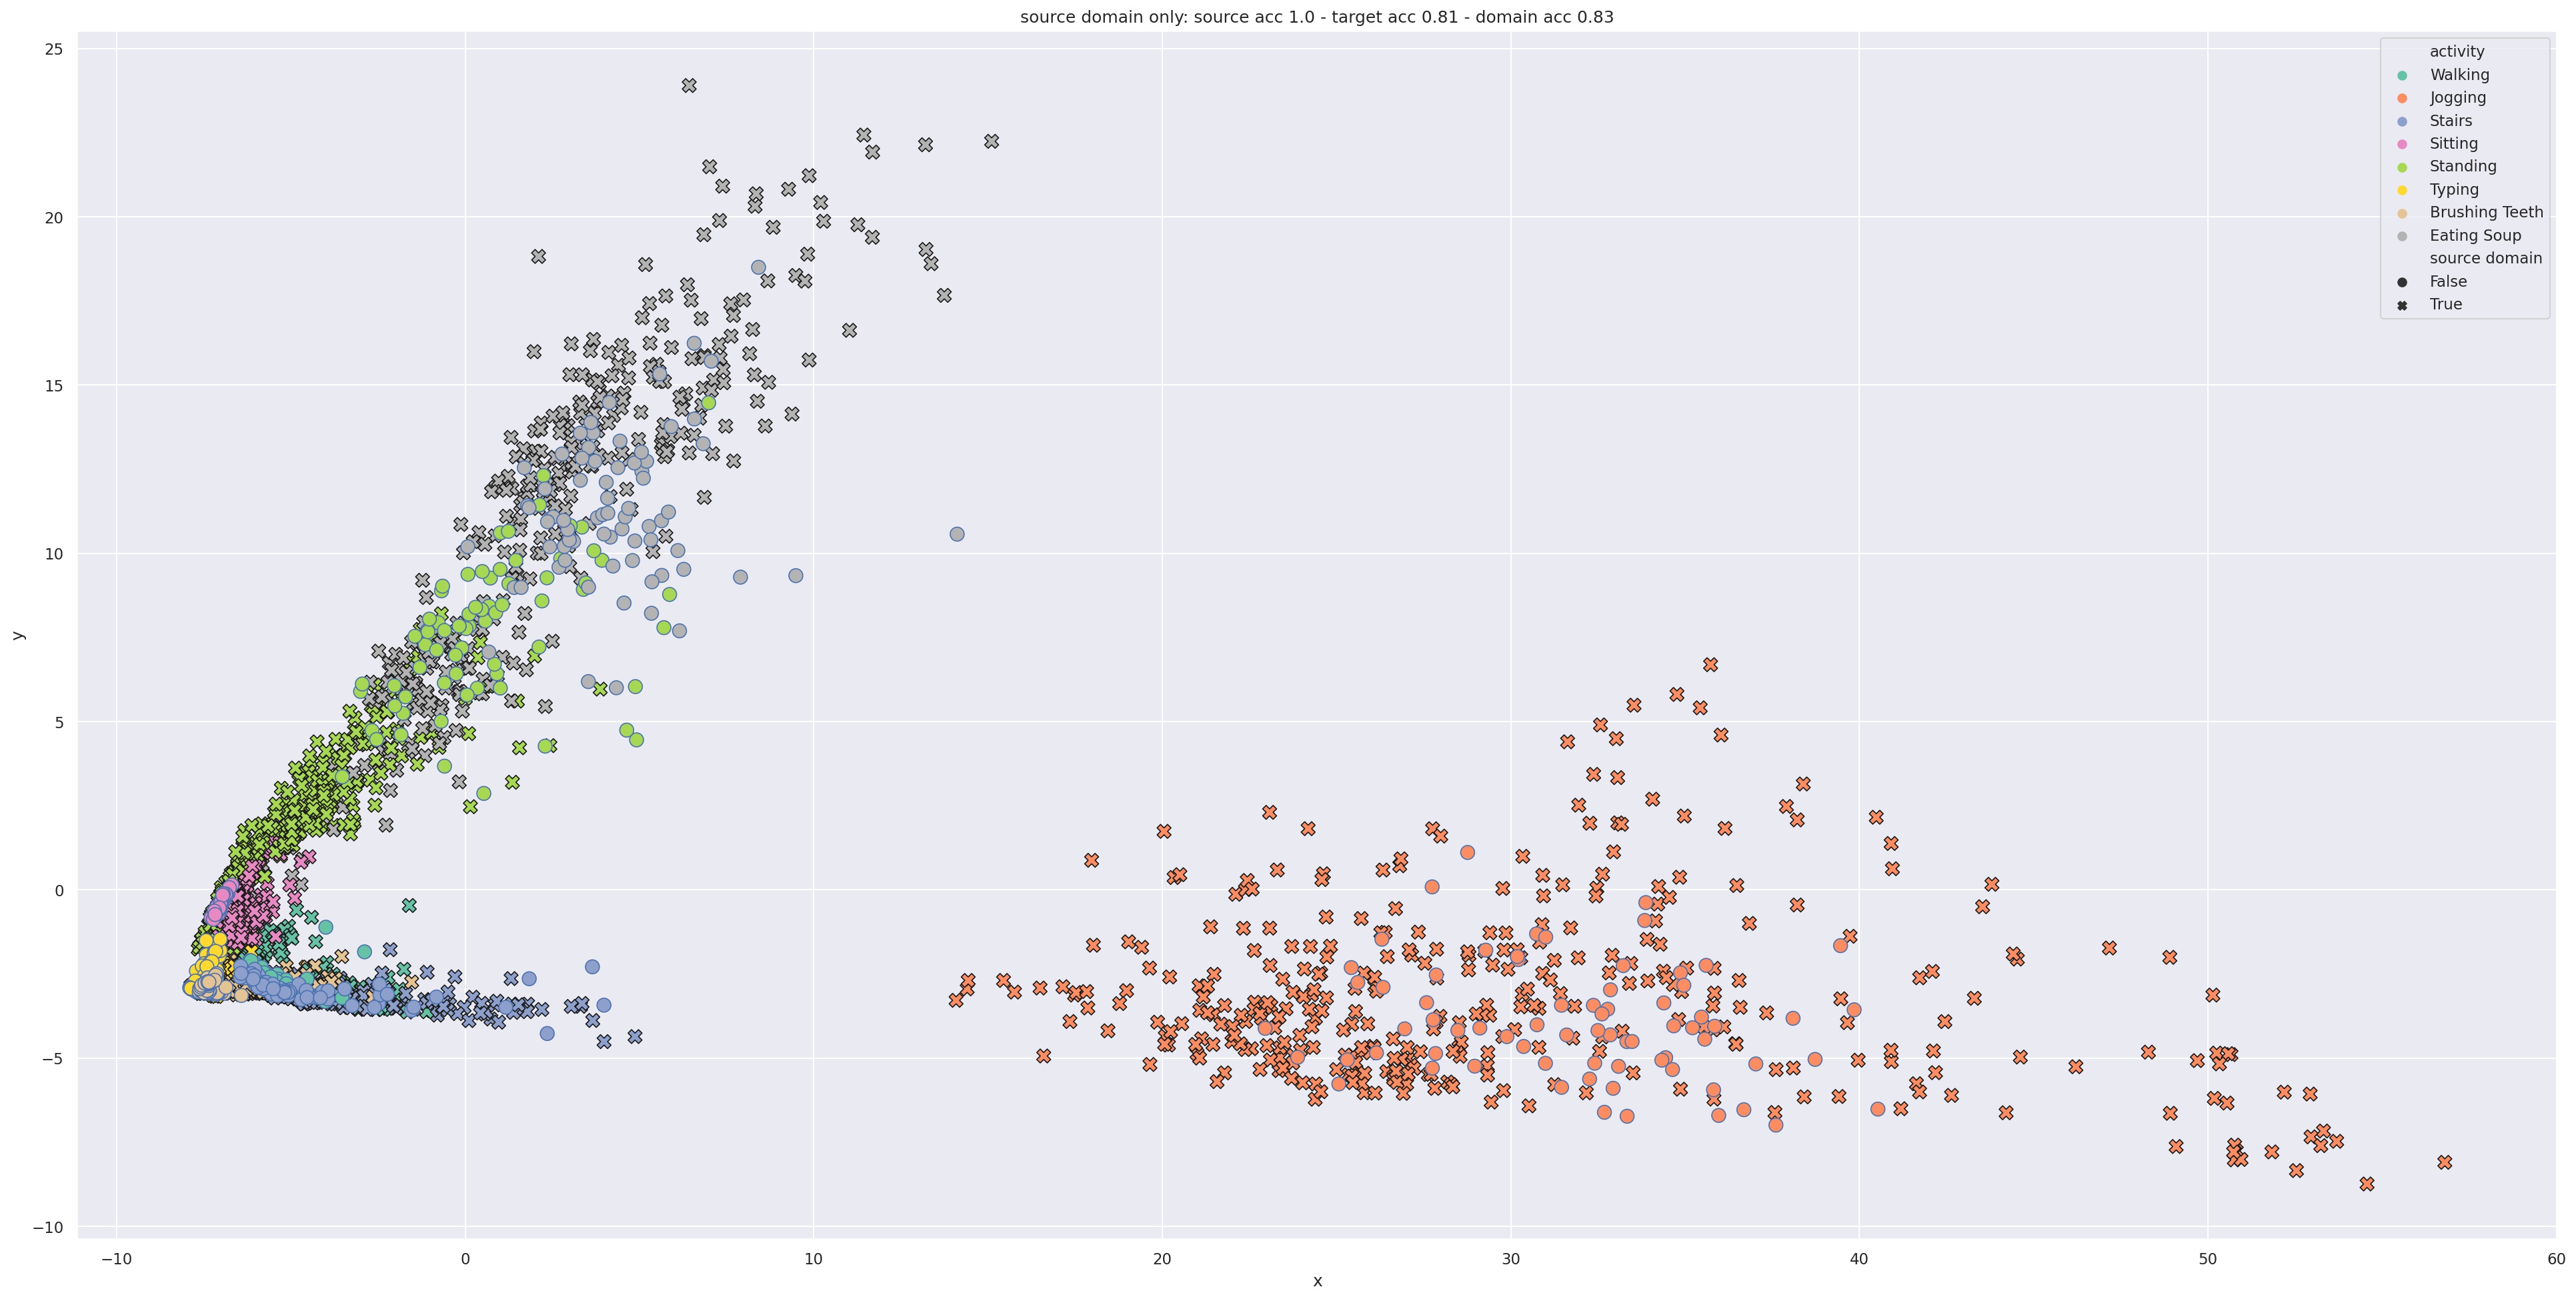 source domain only: source acc 1.0 - target acc 0.81 - domain acc 0.83
25
20
15
10
5
0
−5
−10
y
−10
0
10
20
30
40
50
60
x
activity
Walking
Jogging
Stairs
Sitting
Standing
Typing
Brushing Teeth
Eating Soup
source domain
False
True